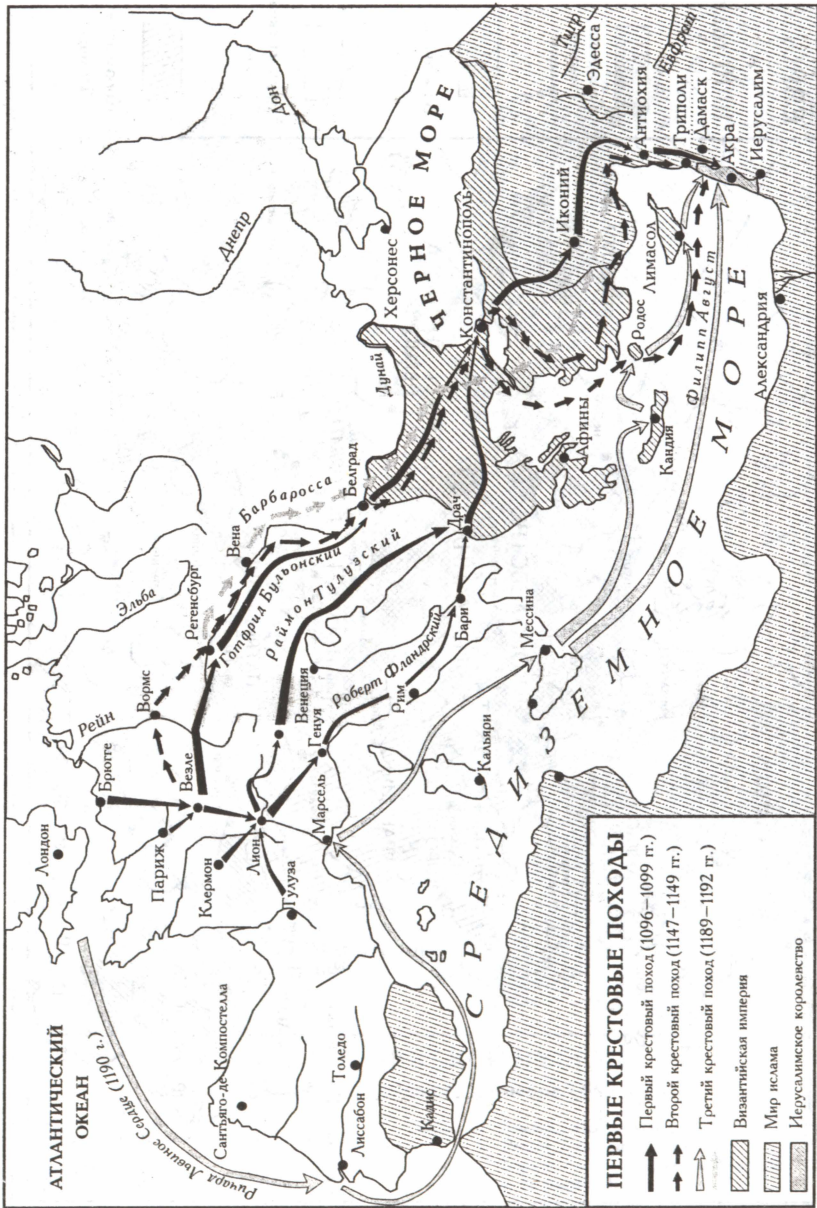 АТЛАНТИЧЕСКИЙ
ОКЕАН
Ричард Львиное Сердце (1190 г.)
Лондон
Брюгге
Париж
Рейн
Вормс
Эльба
Регенсбург
Вена
Барбаросса
Везле
Клермон
Лион
Тулуза
Марсель
Готфрид Бульонский
Раймон Тулузский
Венеция
Генуя
Роберт Фландрский
Рим
Бари
Драч
Белград
Дунай
Днепр
Дон
Херсонес
ЧЕРНОЕ МОРЕ
Константинополь
Иконий
Тигр
Евфрат
Эдесса
Антиохия
Триполи
Дамаск
Акра
Иерусалим
Лимасол
Родос
Афины
Кандия
Филипп Август
Александрия
Сантьяго-де-Компостелла
Толедо
Лиссабон
Кадис
Кальяри
Мессина
СРЕДИЗЕМНОЕ МОРЕ
ПЕРВЫЕ КРЕСТОВЫЕ ПОХОДЫ
Первый крестовый поход (1096—1099 гг.)
Второй крестовый поход (1147—1149 гг.)
Третий крестовый поход (1189—1192 гг.)
Византийская империя
Мир ислама
Иерусалимское королевство